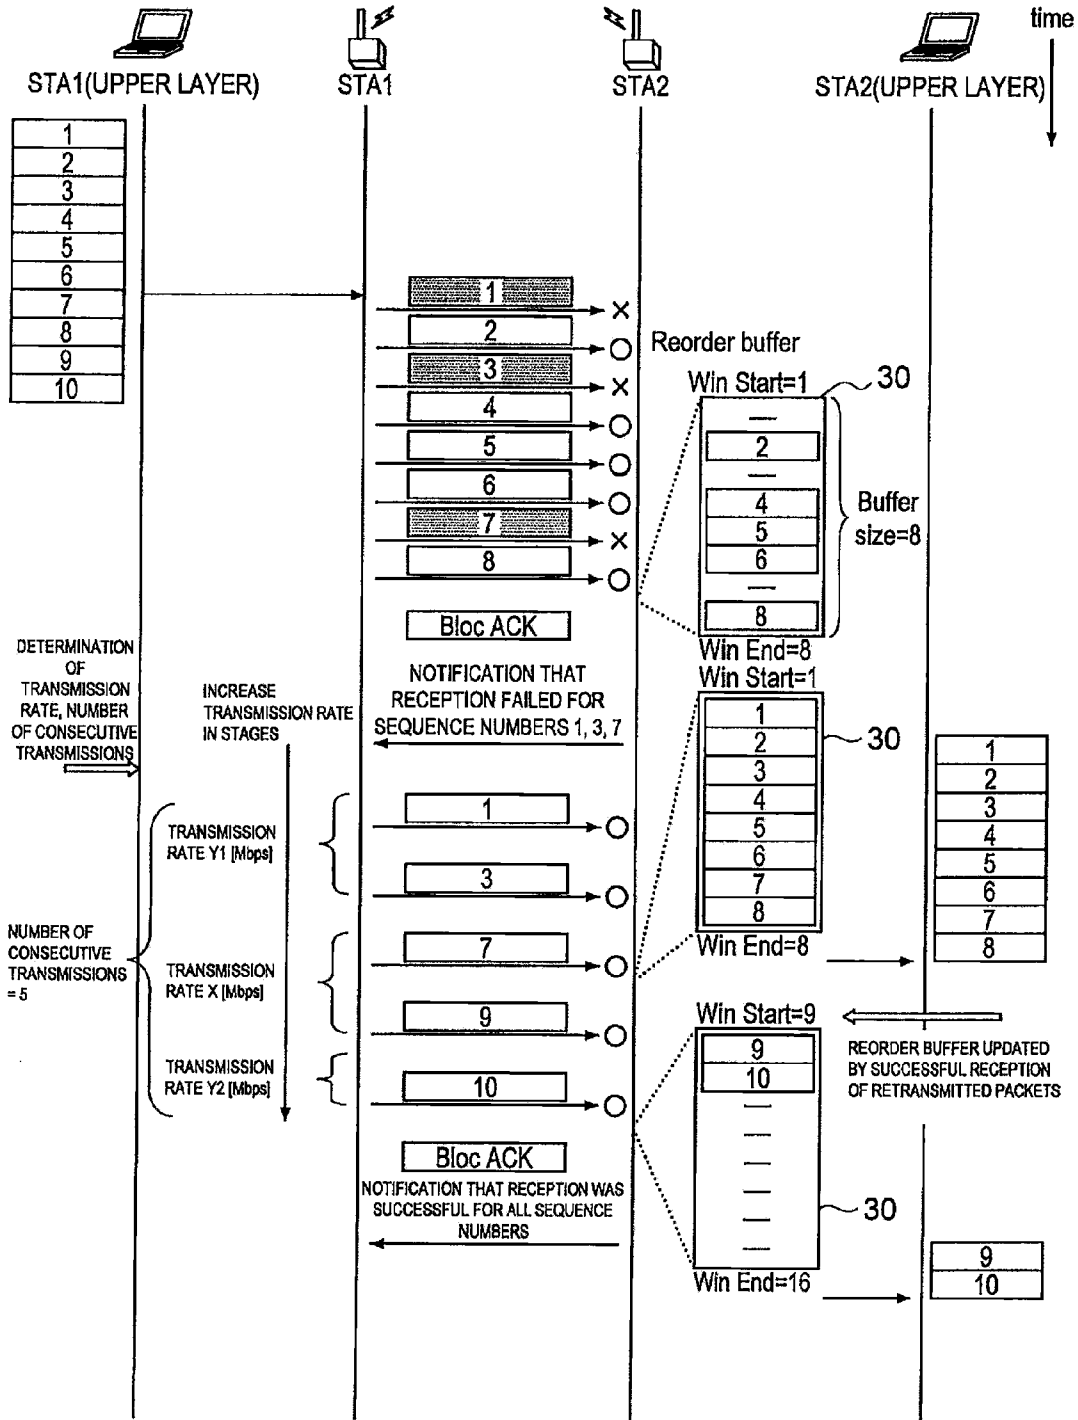 time
STA1(UPPER LAYER)
STA1
STA2
STA2(UPPER LAYER)
1
2
3
4
5
6
7
8
9
10
1
×
2
3
×
4
5
6
7
×
8
Reorder buffer
Win Start=1
30
—
2
—
4
5
6
—
8
Buffer
size=8
Win End=8
Bloc ACK
NOTIFICATION THAT
RECEPTION FAILED FOR
SEQUENCE NUMBERS 1, 3, 7
DETERMINATION
OF
TRANSMISSION
RATE, NUMBER
OF CONSECUTIVE
TRANSMISSIONS
INCREASE
TRANSMISSION RATE
IN STAGES
Win Start=1
30
1
2
3
4
5
6
7
8
Win End=8
1
2
3
4
5
6
7
8
NUMBER OF
CONSECUTIVE
TRANSMISSIONS
= 5
TRANSMISSION
RATE Y1 [Mbps]
TRANSMISSION
RATE X [Mbps]
TRANSMISSION
RATE Y2 [Mbps]
1
3
7
9
10
Win Start=9
9
10
—
—
—
—
—
—
30
Win End=16
REORDER BUFFER UPDATED
BY SUCCESSFUL RECEPTION
OF RETRANSMITTED PACKETS
Bloc ACK
NOTIFICATION THAT RECEPTION WAS
SUCCESSFUL FOR ALL SEQUENCE
NUMBERS
9
10